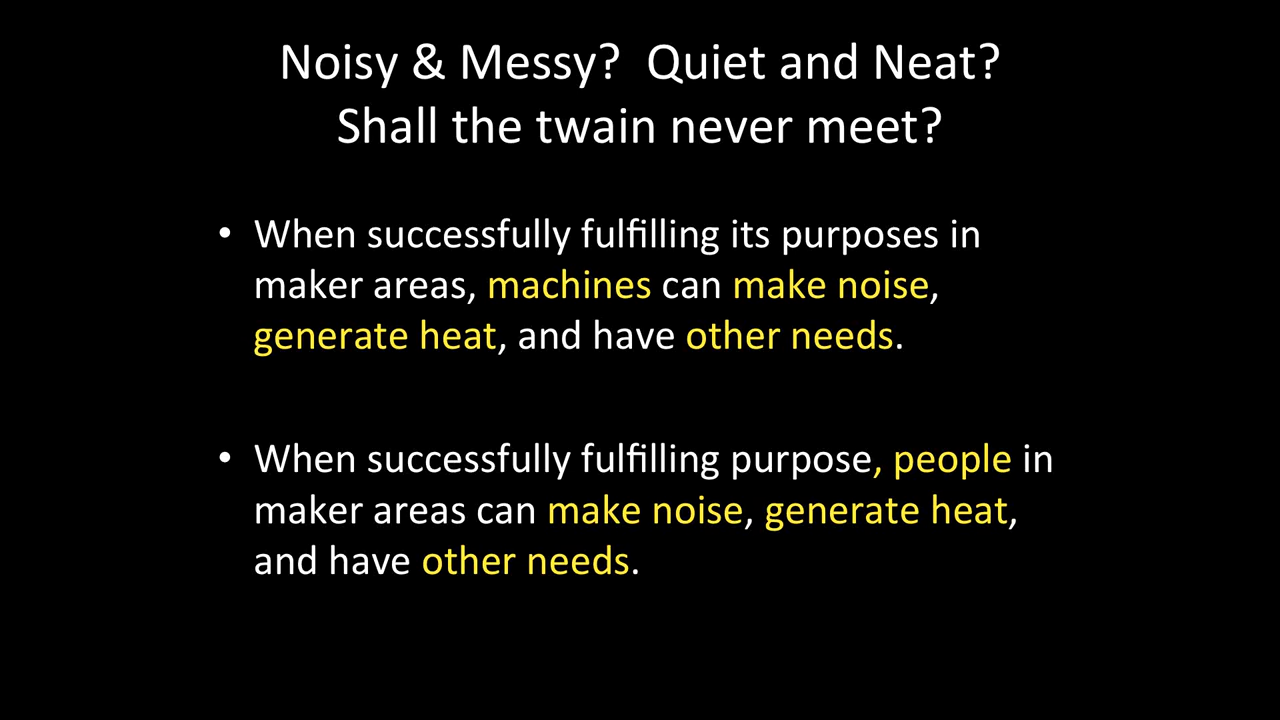 Noisy & Messy?  Quiet and Neat?
Shall the twain never meet?
• When successfully fulfilling its purposes in
maker areas, machines can make noise,
generate heat, and have other needs.
• When successfully fulfilling purpose, people in
maker areas can make noise, generate heat,
and have other needs.